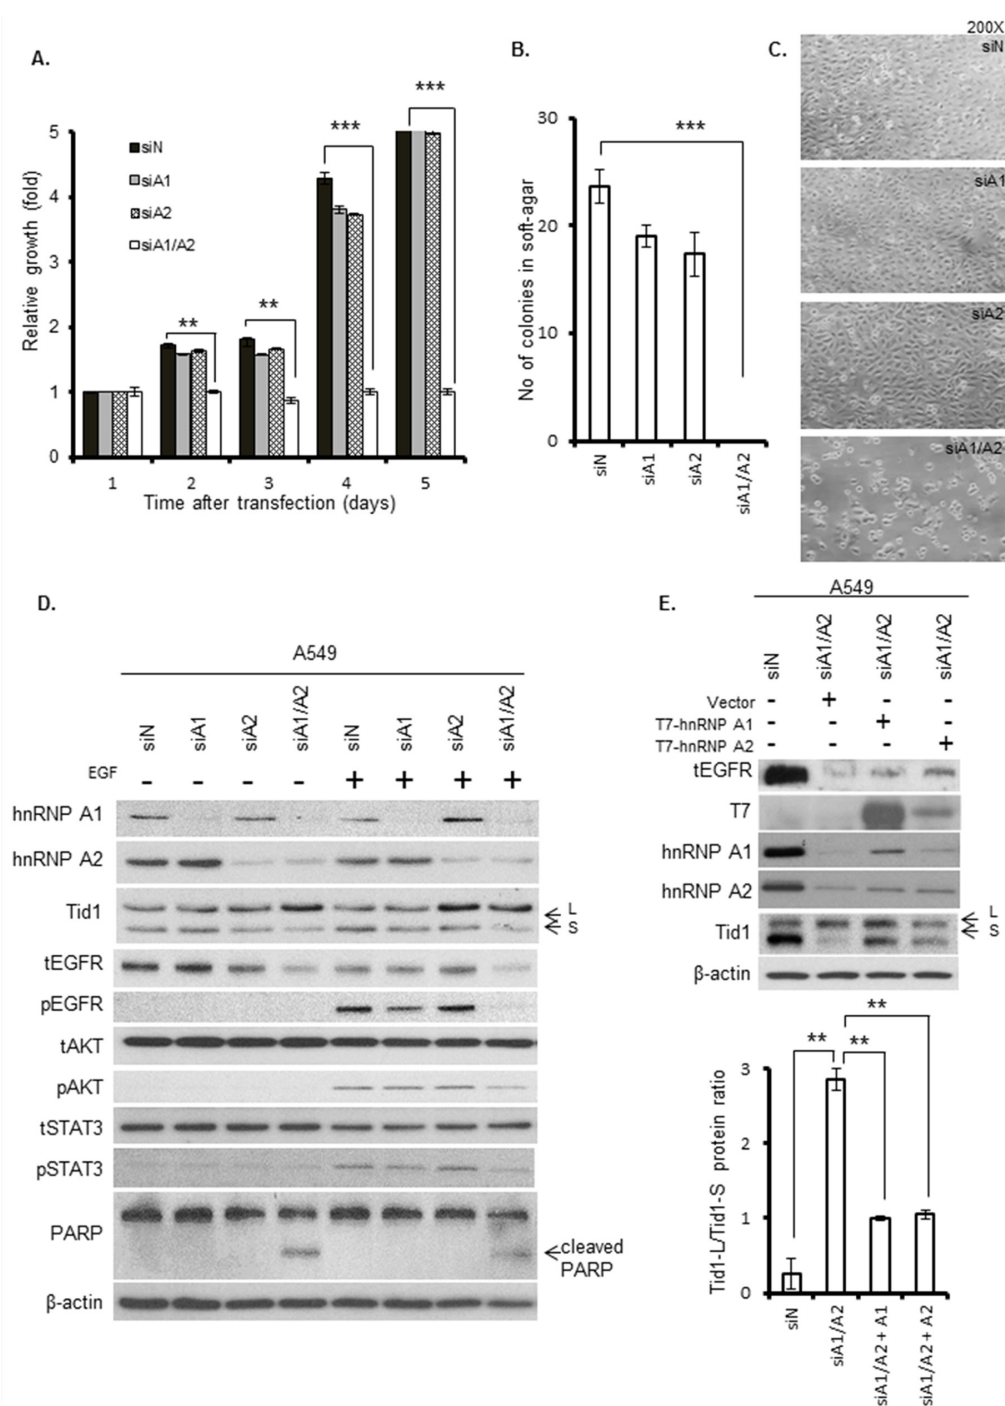 A.
Relative growth (fold)
5
4
3
2
1
0
siN
siA1
siA2
siA1/A2
**
**
***
***
1 2 3 4 5
Time after transfection (days)
B.
No of colonies in soft-agar
30
20
10
0
***
siN siA1 siA2 siA1/A2
C.
200X
siN
siA1
siA2
siA1/A2
D.
A549
siN siA1 siA2 siA1/A2 siN siA1 siA2 siA1/A2
EGF - - - - + + + +
hnRNP A1
hnRNP A2
Tid1
L
S
tEGFR
pEGFR
tAKT
pAKT
tSTAT3
pSTAT3
PARP
cleaved
PARP
β-actin
E.
A549
siN siA1/A2 siA1/A2 siA1/A2
Vector - + - -
T7-hnRNP A1 - - + -
T7-hnRNP A2 - - - +
tEGFR
T7
hnRNP A1
hnRNP A2
Tid1
L
S
β-actin
Tid1-L/Tid1-S protein ratio
3
2
1
0
**
**
**
siN siA1/A2 siA1/A2 + A1 siA1/A2 + A2